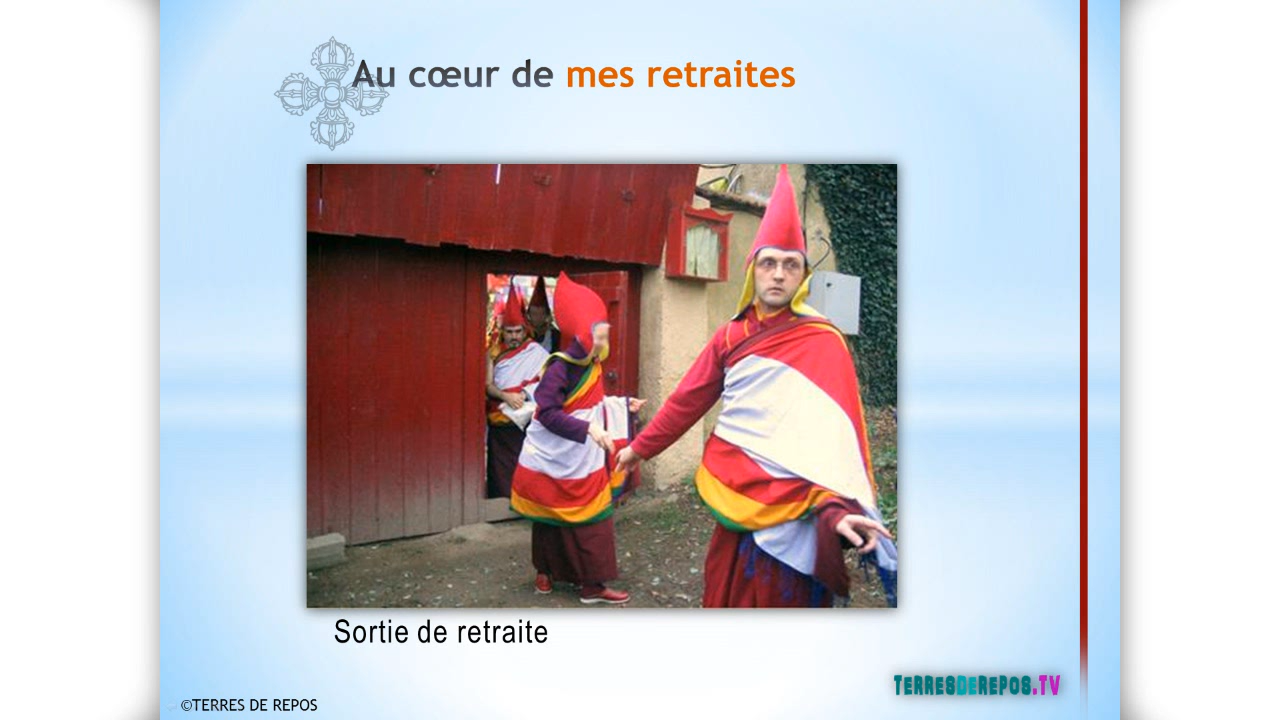 Au cœur de mes retraites
Sortie de retraite
TERRESDEREPOS.TV
©TERRES DE REPOS